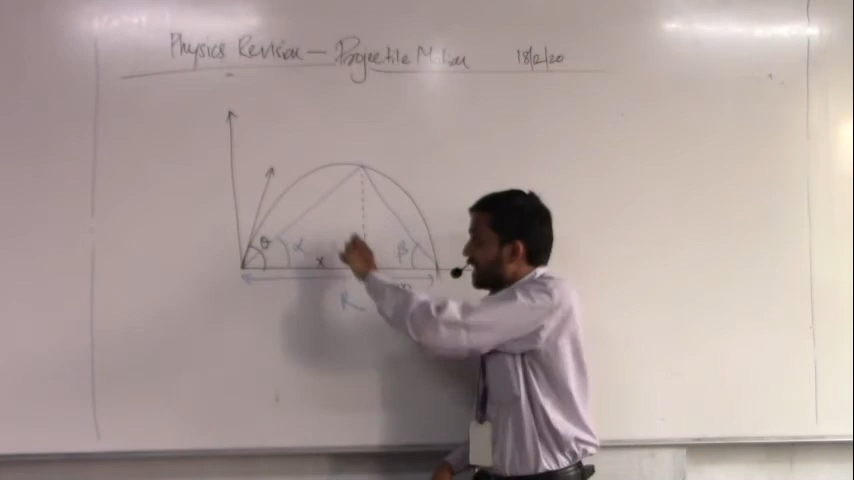 Physics Revision — Projectile Motion 18/2/20
θ α β
x
R